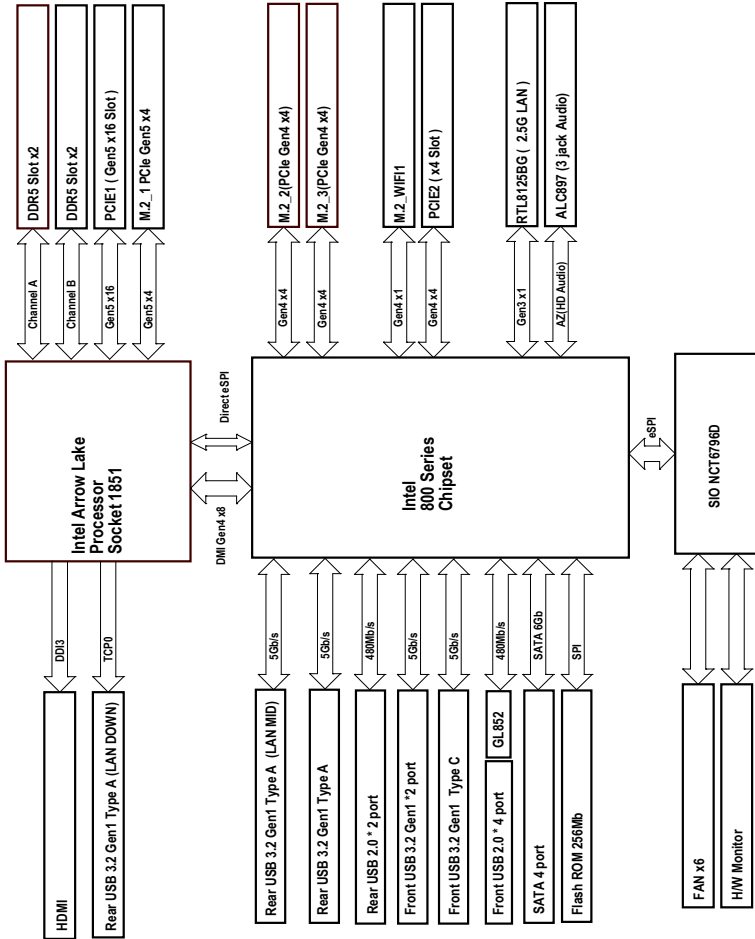 DDR5 Slot x2
DDR5 Slot x2
PCIE1 ( Gen5 x16 Slot )
M.2_1 PCIe Gen5 x4
M.2_2(PCIe Gen4 x4)
M.2_3(PCIe Gen4 x4)
M.2_WIFI1
PCIE2 ( x4 Slot )
RTL8125BG ( 2.5G LAN )
ALC897 (3 jack Audio)
Channel A
Channel B
Gen5 x16
Gen5 x4
Gen4 x4
Gen4 x4
Gen4 x1
Gen4 x4
Gen3 x1
AZ(HD Audio)
Intel Arrow Lake
Processor
Socket 1851
Direct eSPI
DMI Gen4 x8
Intel
800 Series
Chipset
eSPI
SIO NCT6796D
DDI3
TCP0
5Gb/s
5Gb/s
480Mb/s
5Gb/s
5Gb/s
480Mb/s
SATA 6Gb
SPI
HDMI
Rear USB 3.2 Gen1 Type A (LAN DOWN)
Rear USB 3.2 Gen1 Type A (LAN MID)
Rear USB 3.2 Gen1 Type A
Rear USB 2.0 * 2 port
Front USB 3.2 Gen1 *2 port
Front USB 3.2 Gen1 Type C
GL852
Front USB 2.0 * 4 port
SATA 4 port
Flash ROM 256Mb
FAN x6
H/W Monitor